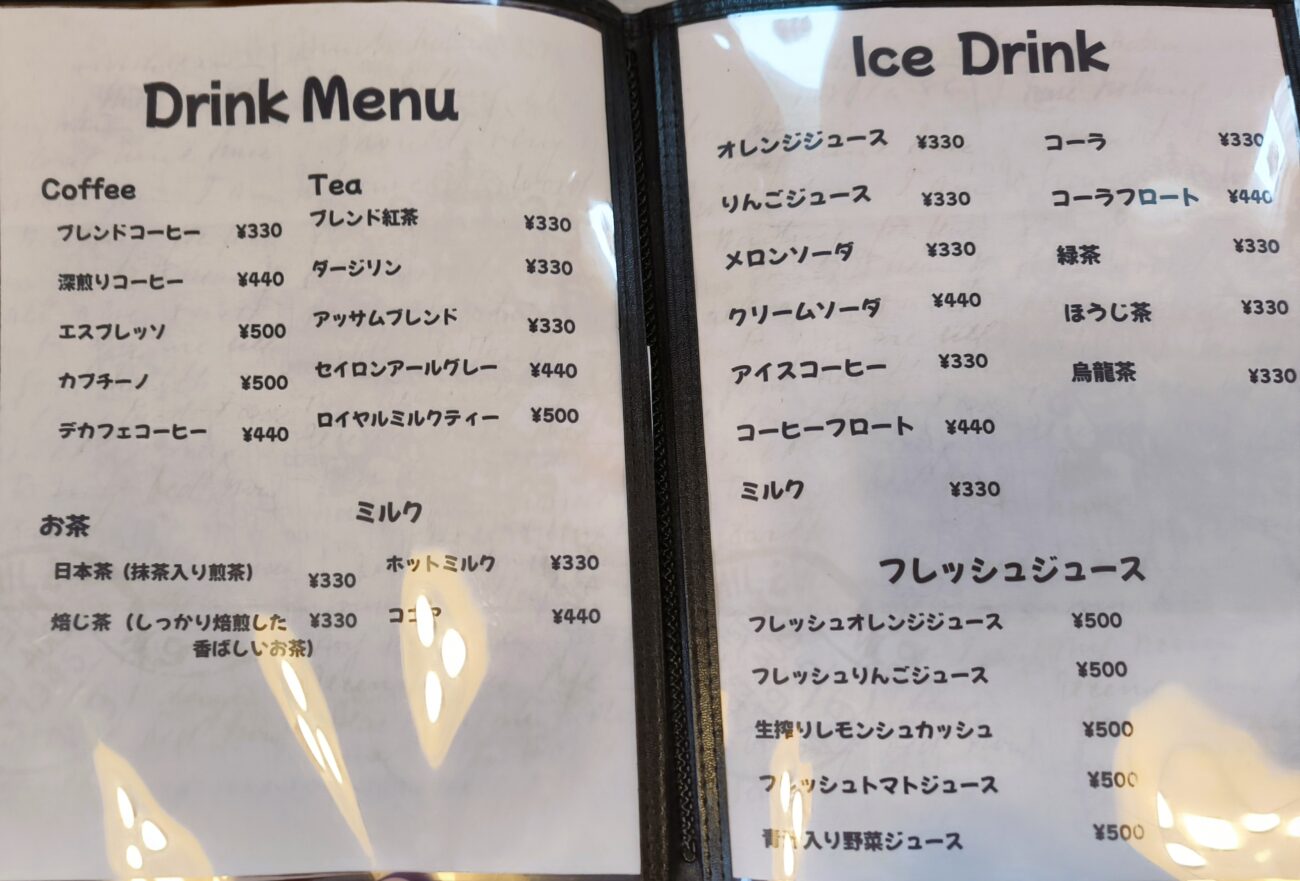 Drink Menu
Coffee
ブレンドコーヒー ¥330
深煎りコーヒー ¥440
エスプレッソ ¥500
カプチーノ ¥500
デカフェコーヒー ¥440
Tea
ブレンド紅茶 ¥330
ダージリン ¥330
アッサムブレンド ¥330
セイロンアールグレー ¥440
ロイヤルミルクティー ¥500
お茶
日本茶（抹茶入り煎茶） ¥330
焙じ茶（しっかり焙煎した ¥330
香ばしいお茶）
ミルク
ホットミルク ¥330
ココア ¥440
Ice Drink
オレンジジュース ¥330
りんごジュース ¥330
メロンソーダ ¥330
クリームソーダ ¥440
アイスコーヒー ¥330
コーヒーフロート ¥440
ミルク ¥330
コーラ ¥330
コーラフロート ¥440
緑茶 ¥330
ほうじ茶 ¥330
烏龍茶 ¥330
フレッシュジュース
フレッシュオレンジジュース ¥500
フレッシュりんごジュース ¥500
生搾りレモンシュカッシュ ¥500
フレッシュトマトジュース ¥500
入り野菜ジュース ¥500